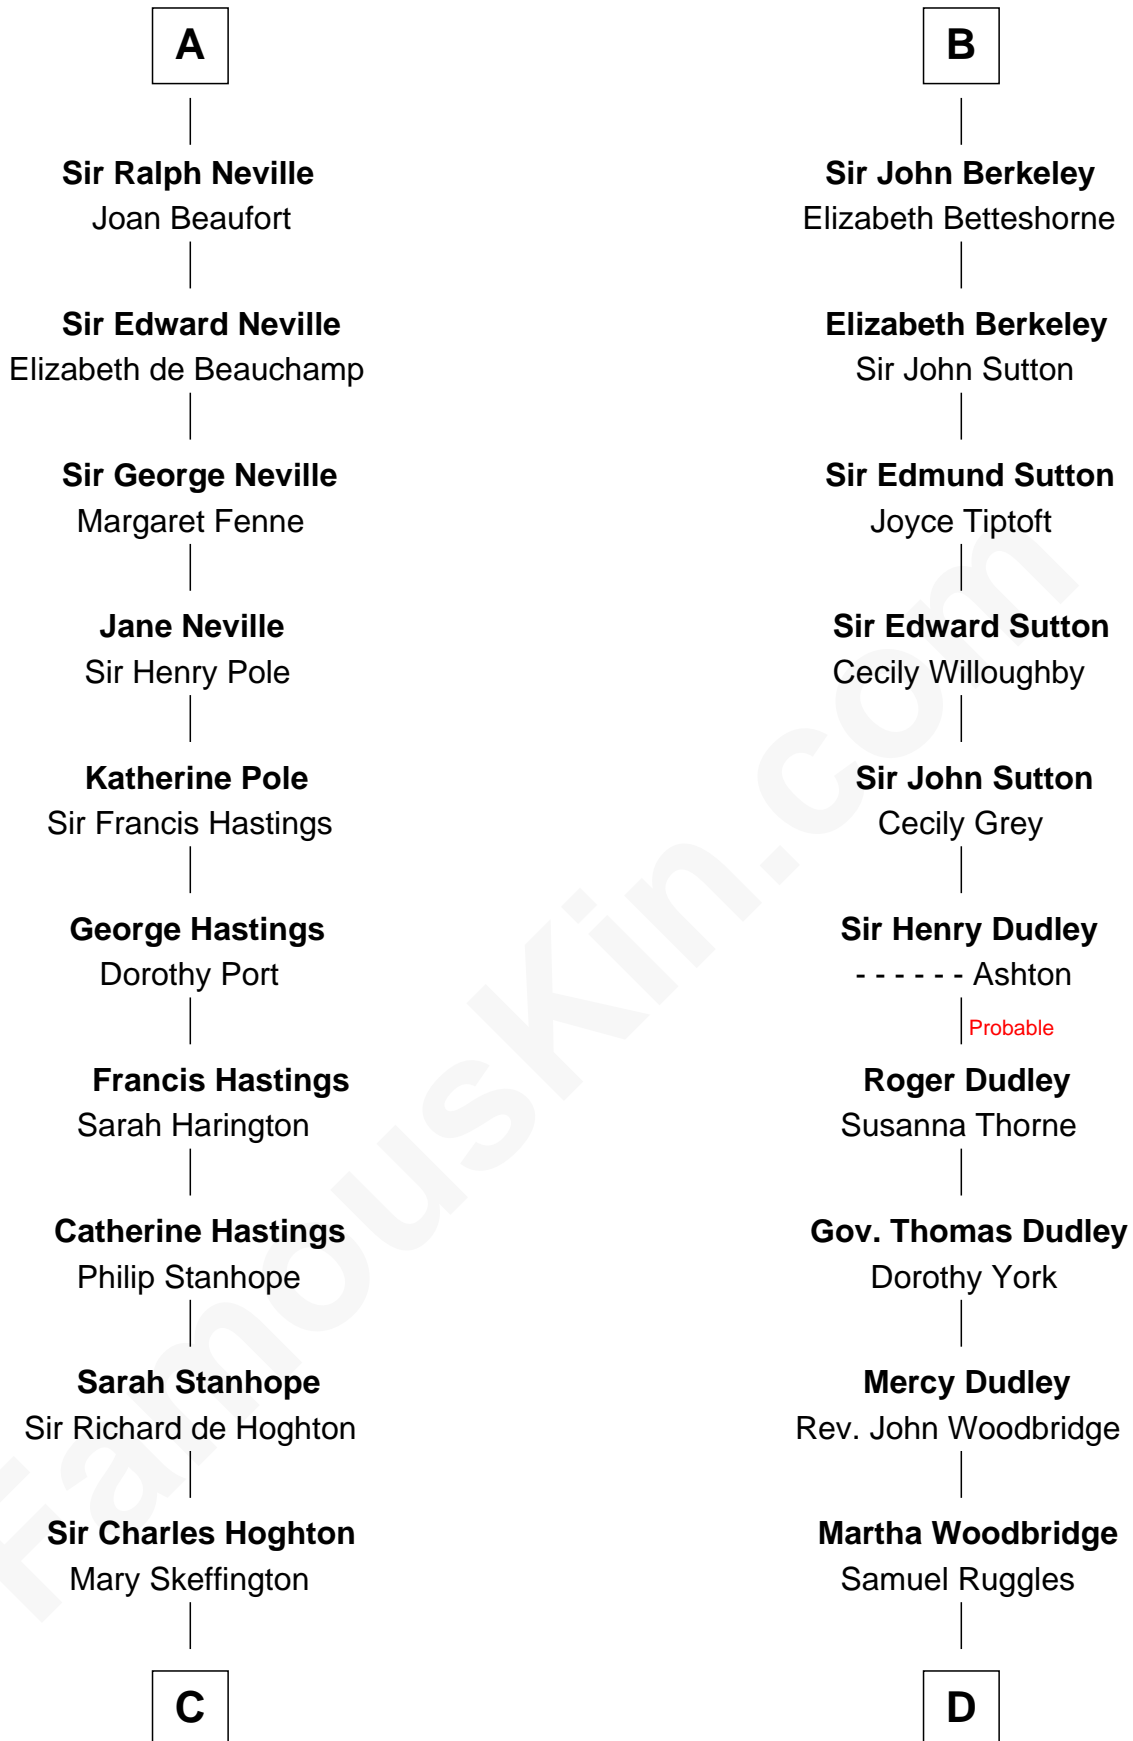 A
Sir Ralph Neville
Joan Beaufort
Sir Edward Neville
Elizabeth de Beauchamp
Sir George Neville
Margaret Fenne
Jane Neville
Sir Henry Pole
Katherine Pole
Sir Francis Hastings
George Hastings
Dorothy Port
Francis Hastings
Sarah Harington
Catherine Hastings
Philip Stanhope
Sarah Stanhope
Sir Richard de Hoghton
Sir Charles Hoghton
Mary Skeffington
C
B
Sir John Berkeley
Elizabeth Betteshorne
Elizabeth Berkeley
Sir John Sutton
Sir Edmund Sutton
Joyce Tiptoft
Sir Edward Sutton
Cecily Willoughby
Sir John Sutton
Cecily Grey
Sir Henry Dudley
- - - - - - Ashton
Probable
Roger Dudley
Susanna Thorne
Gov. Thomas Dudley
Dorothy York
Mercy Dudley
Rev. John Woodbridge
Martha Woodbridge
Samuel Ruggles
D
FamousKin.com